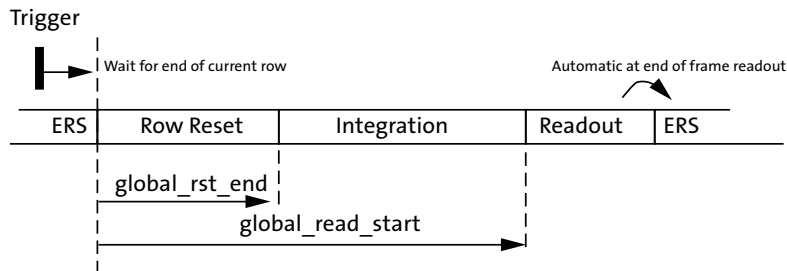 Trigger
Wait for end of current row
Automatic at end of frame readout
ERS
Row Reset
Integration
Readout
ERS
global_rst_end
global_read_start